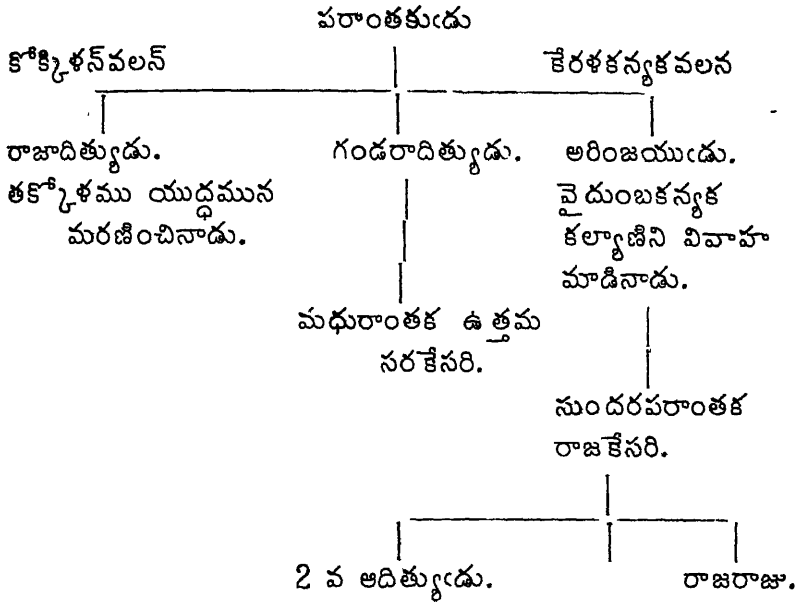 పరాంతకుఁడు
కోక్కిళన్‌వలన్ కేరళకన్యకవలన
రాజాదిత్యుడు. గండరాదిత్యుడు. అరింజయుఁడు.
తక్కోళము యుద్ధమున వైదుంబకన్యక
మరణించినాడు. కల్యాణిని వివాహ
మాడినాడు.
మధురాంతక ఉత్తమ
సరకేసరి.
సుందరపరాంతక
రాజకేసరి.
2 వ ఆదిత్యుఁడు. రాజరాజు.